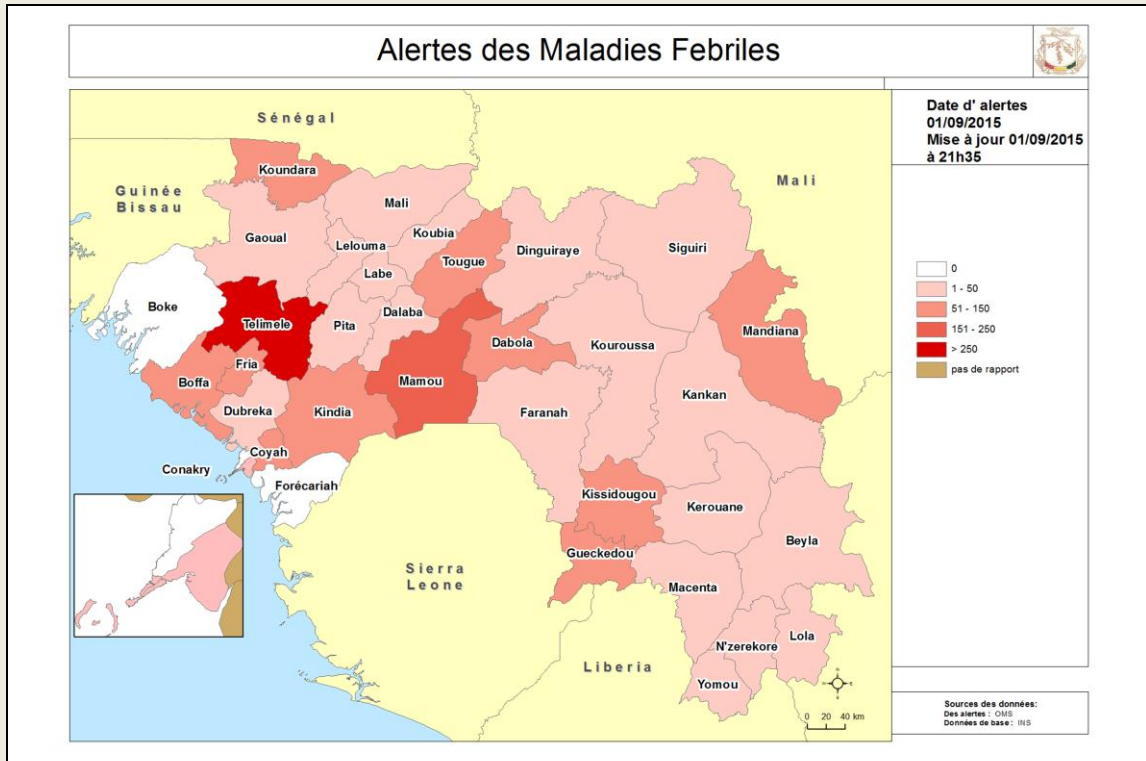 Alertes des Maladies Febriles
Date d' alertes
01/09/2015
Mise à jour 01/09/2015
à 21h35
Sénégal
Guinée
Bissau
Mali
Koundara
Mali
Gaoual
Koubia
Lelouma
Tougue
Dinguiraye
Siguiri
Labe
Boke
Telimele
Pita
Dalaba
Dabola
Kouroussa
Mandiana
Fria
Boffa
Mamou
Kankan
Dubreka
Kindia
Faranah
Coyah
Conakry
Forécariah
Kissidougou
Kerouane
Beyla
Gueckedou
Sierra
Leone
Macenta
Lola
N'zerekore
Liberia
Yomou
0
1 - 50
51 - 150
151 - 250
> 250
pas de rapport
0 20 40 km
Sources des données:
Des alertes : OMS
Données de base : INS